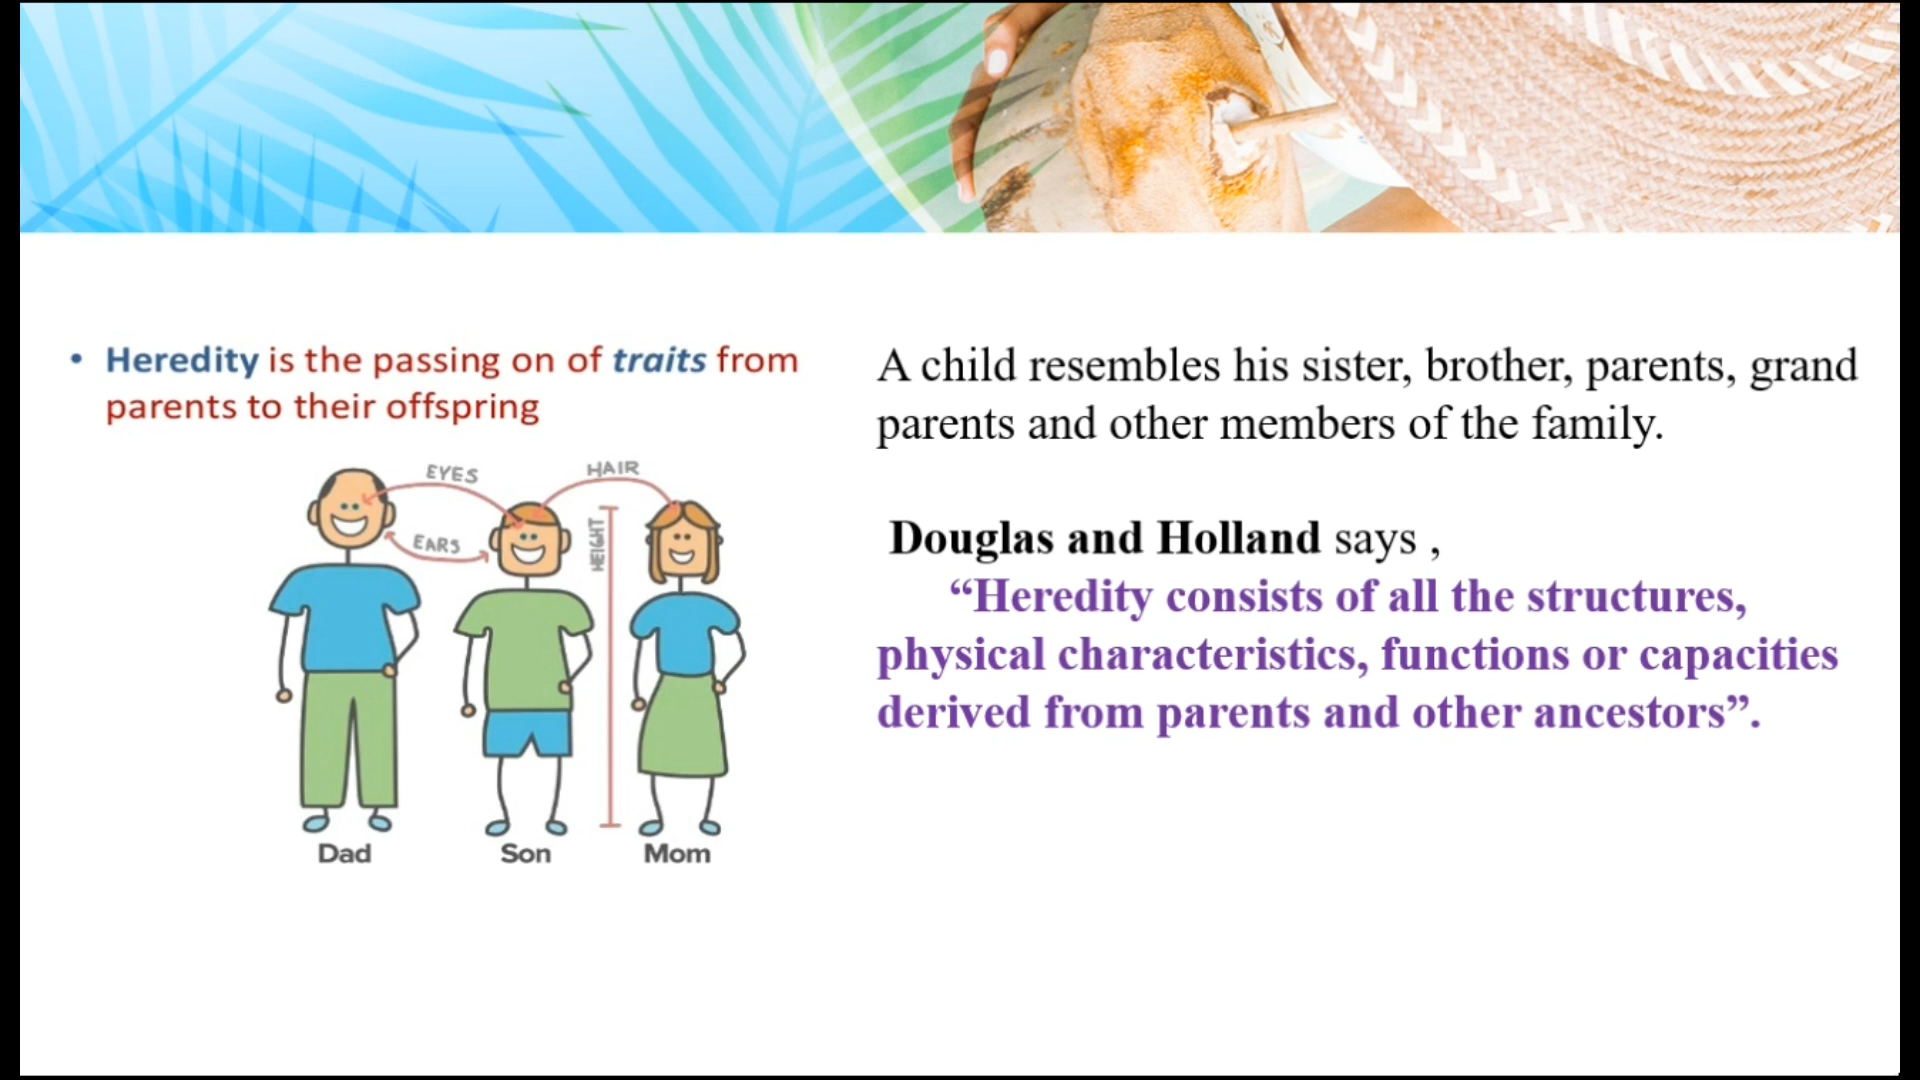 • Heredity is the passing on of traits from
parents to their offspring
EYES
HAIR
EARS
HEIGHT
Dad
Son
Mom
A child resembles his sister, brother, parents, grand
parents and other members of the family.
Douglas and Holland says ,
“Heredity consists of all the structures,
physical characteristics, functions or capacities
derived from parents and other ancestors”.